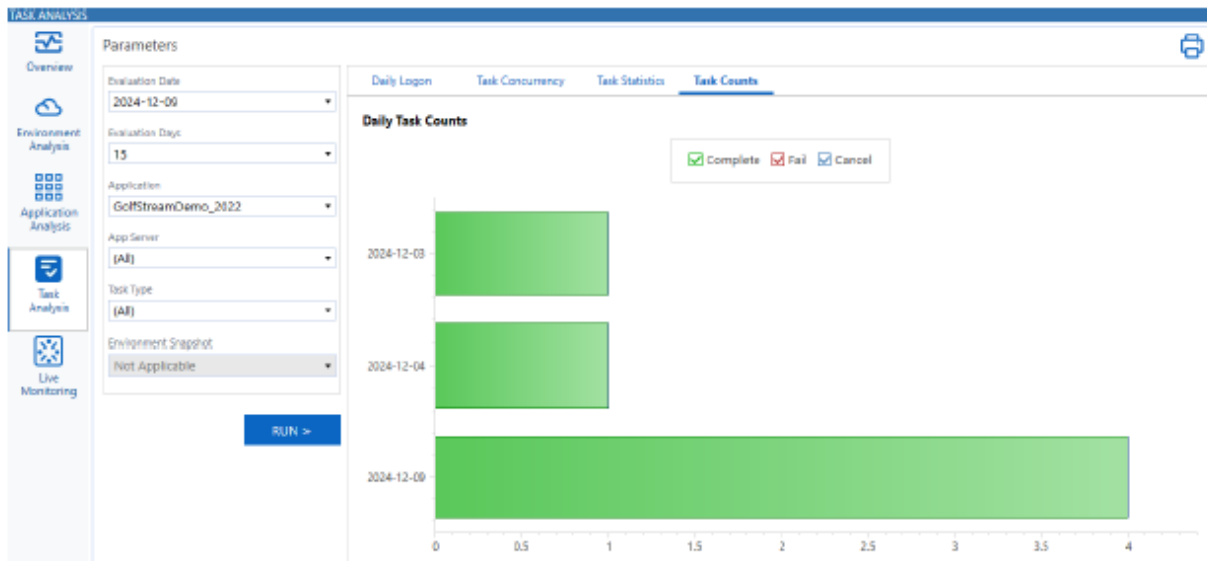 TASK ANALYSIS
Overview
Environment
Analysis
Application
Analysis
Task
Analysis
Live
Monitoring
Parameters
Evaluation Date
2024-12-09
Evaluation Days
15
Application
GolfStreamDemo_2022
App Server
(All)
Task Type
(All)
Environment Snapshot
Not Applicable
RUN >
Daily Logon Task Concurrency Task Statistics Task Counts
Daily Task Counts
Complete Fail Cancel
2024-12-03
2024-12-04
2024-12-09
0 0.5 1 1.5 2 2.5 3 3.5 4